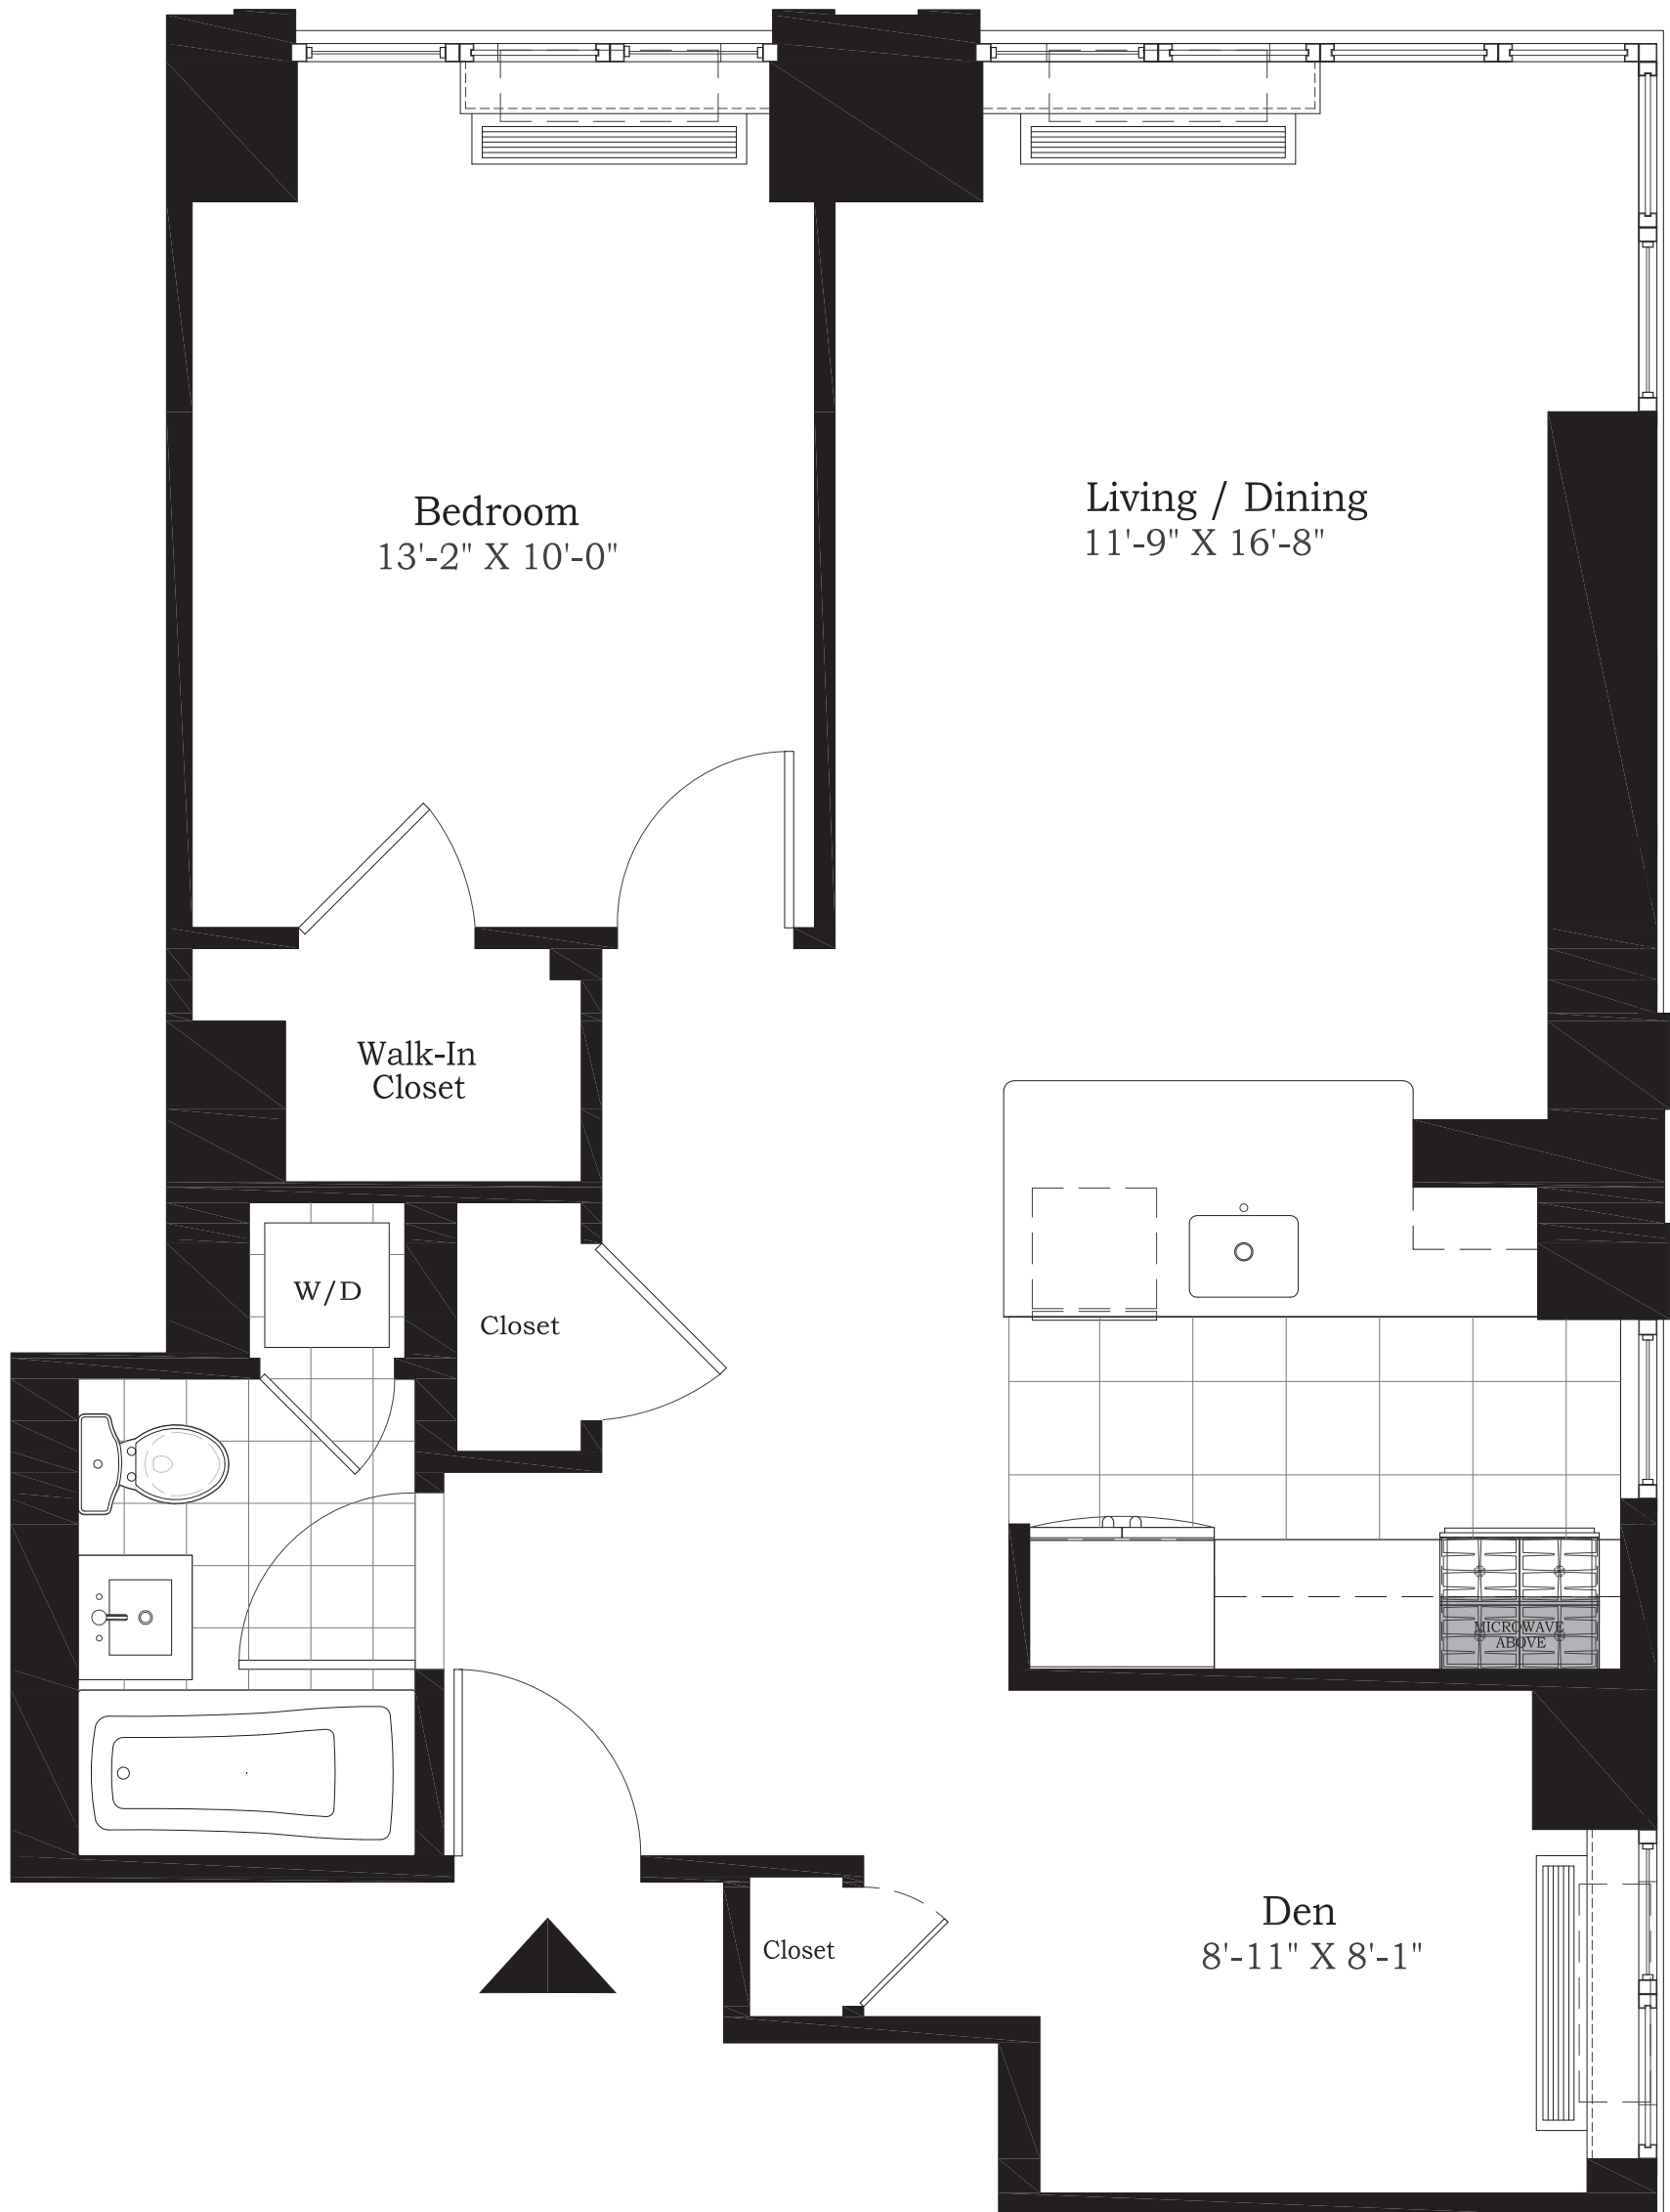 Bedroom
13'-2" X 10'-0"
Living / Dining
11'-9" X 16'-8"
Walk-In
Closet
W/D
Closet
MICROWAVE
ABOVE
Closet
Den
8'-11" X 8'-1"